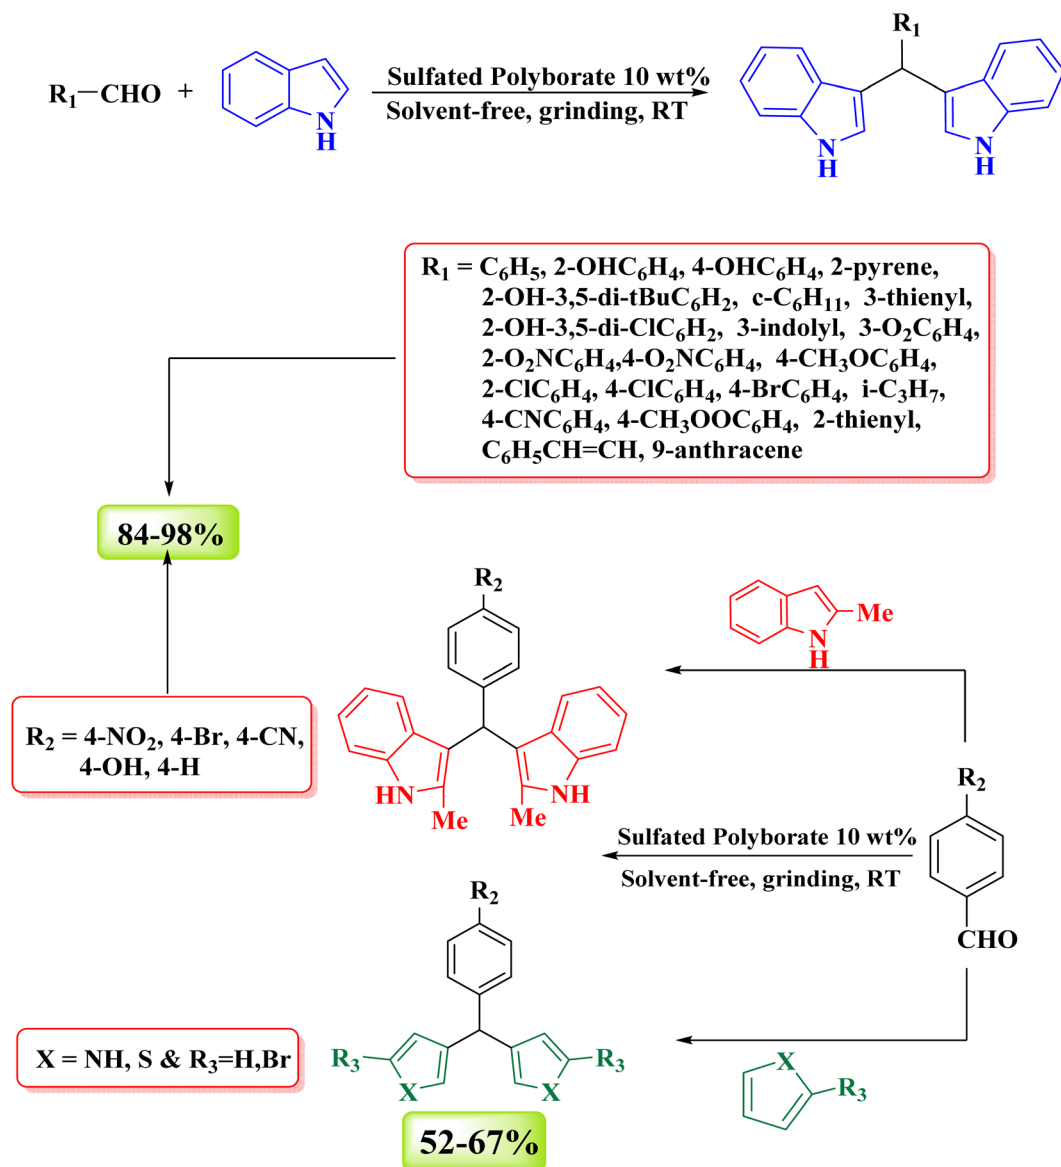 R₁
R₁–CHO + N H
Sulfated Polyborate 10 wt%
Solvent-free, grinding, RT
N H
N H
R₁ = C₆H₅, 2-OHC₆H₄, 4-OHC₆H₄, 2-pyrene,
2-OH-3,5-di-tBuC₆H₂, c-C₆H₁₁, 3-thienyl,
2-OH-3,5-di-ClC₆H₂, 3-indolyl, 3-O₂C₆H₄,
2-O₂NC₆H₄,4-O₂NC₆H₄, 4-CH₃OC₆H₄,
2-ClC₆H₄, 4-ClC₆H₄, 4-BrC₆H₄, i-C₃H₇,
4-CNC₆H₄, 4-CH₃OOC₆H₄, 2-thienyl,
C₆H₅CH=CH, 9-anthracene
84-98%
R₂
N H Me
R₂ = 4-NO₂, 4-Br, 4-CN,
4-OH, 4-H
HN Me Me NH
R₂
Sulfated Polyborate 10 wt%
Solvent-free, grinding, RT
CHO
R₂
X = NH, S & R₃=H,Br
R₃ X X R₃
X R₃
52-67%